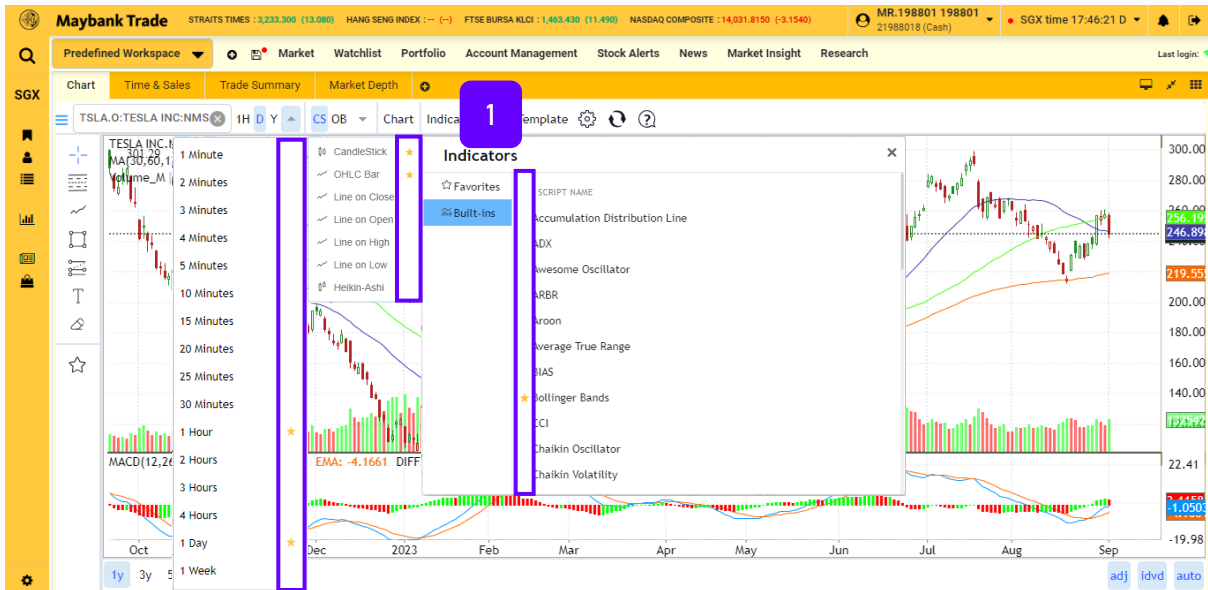 Maybank Trade
STRAITS TIMES : 3,233.300 (13.080) HANG SENG INDEX : -- (--) FTSE BURSA KLCI : 1,463.430 (11.490) NASDAQ COMPOSITE : 14,031.8150 (-3.1540)
MR.198801 198801
21988018 (Cash)
SGX time 17:46:21 D
Predefined Workspace
Market Watchlist Portfolio Account Management Stock Alerts News Market Insight Research
Last login:
SGX
Chart Time & Sales Trade Summary Market Depth
TSLA.O:TESLA INC:NMS 1H D Y CS OB Chart
1
TESLA INC.
301.29
1 Minute
2 Minutes
3 Minutes
4 Minutes
5 Minutes
10 Minutes
15 Minutes
20 Minutes
25 Minutes
30 Minutes
1 Hour
2 Hours
3 Hours
4 Hours
1 Day
1 Week
CandleStick
OHLC Bar
Line on Close
Line on Open
Line on High
Line on Low
Heikin-Ashi
Indicators
Favorites
Built-Ins
SCRIPT NAME
Accumulation Distribution Line
ADX
Awesome Oscillator
ARBR
Aroon
Average True Range
BIAS
Bollinger Bands
CCI
Chaikin Oscillator
Chaikin Volatility
300.00
280.00
246.89
219.55
200.00
180.00
160.00
140.00
MACD(12,26
EMA: -4.1661 DIFF
22.41
-1.0503
-19.98
Oct Dec 2023 Feb Mar Apr May Jun Jul Aug Sep
1y 3y 5
adj idvd auto